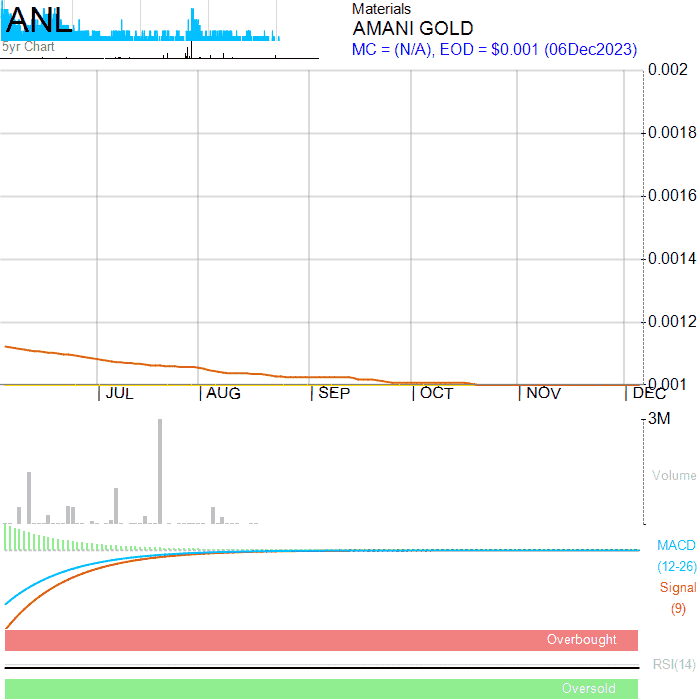 ANL
5yr Chart
Materials
AMANI GOLD
MC = (N/A), EOD = $0.001 (06Dec2023)
0.002
0.0018
0.0016
0.0014
0.0012
0.001
JUL AUG SEP OCT NOV DEC
3M
Volume
MACD
(12-26)
Signal
(9)
Overbought
RSI(14)
Oversold